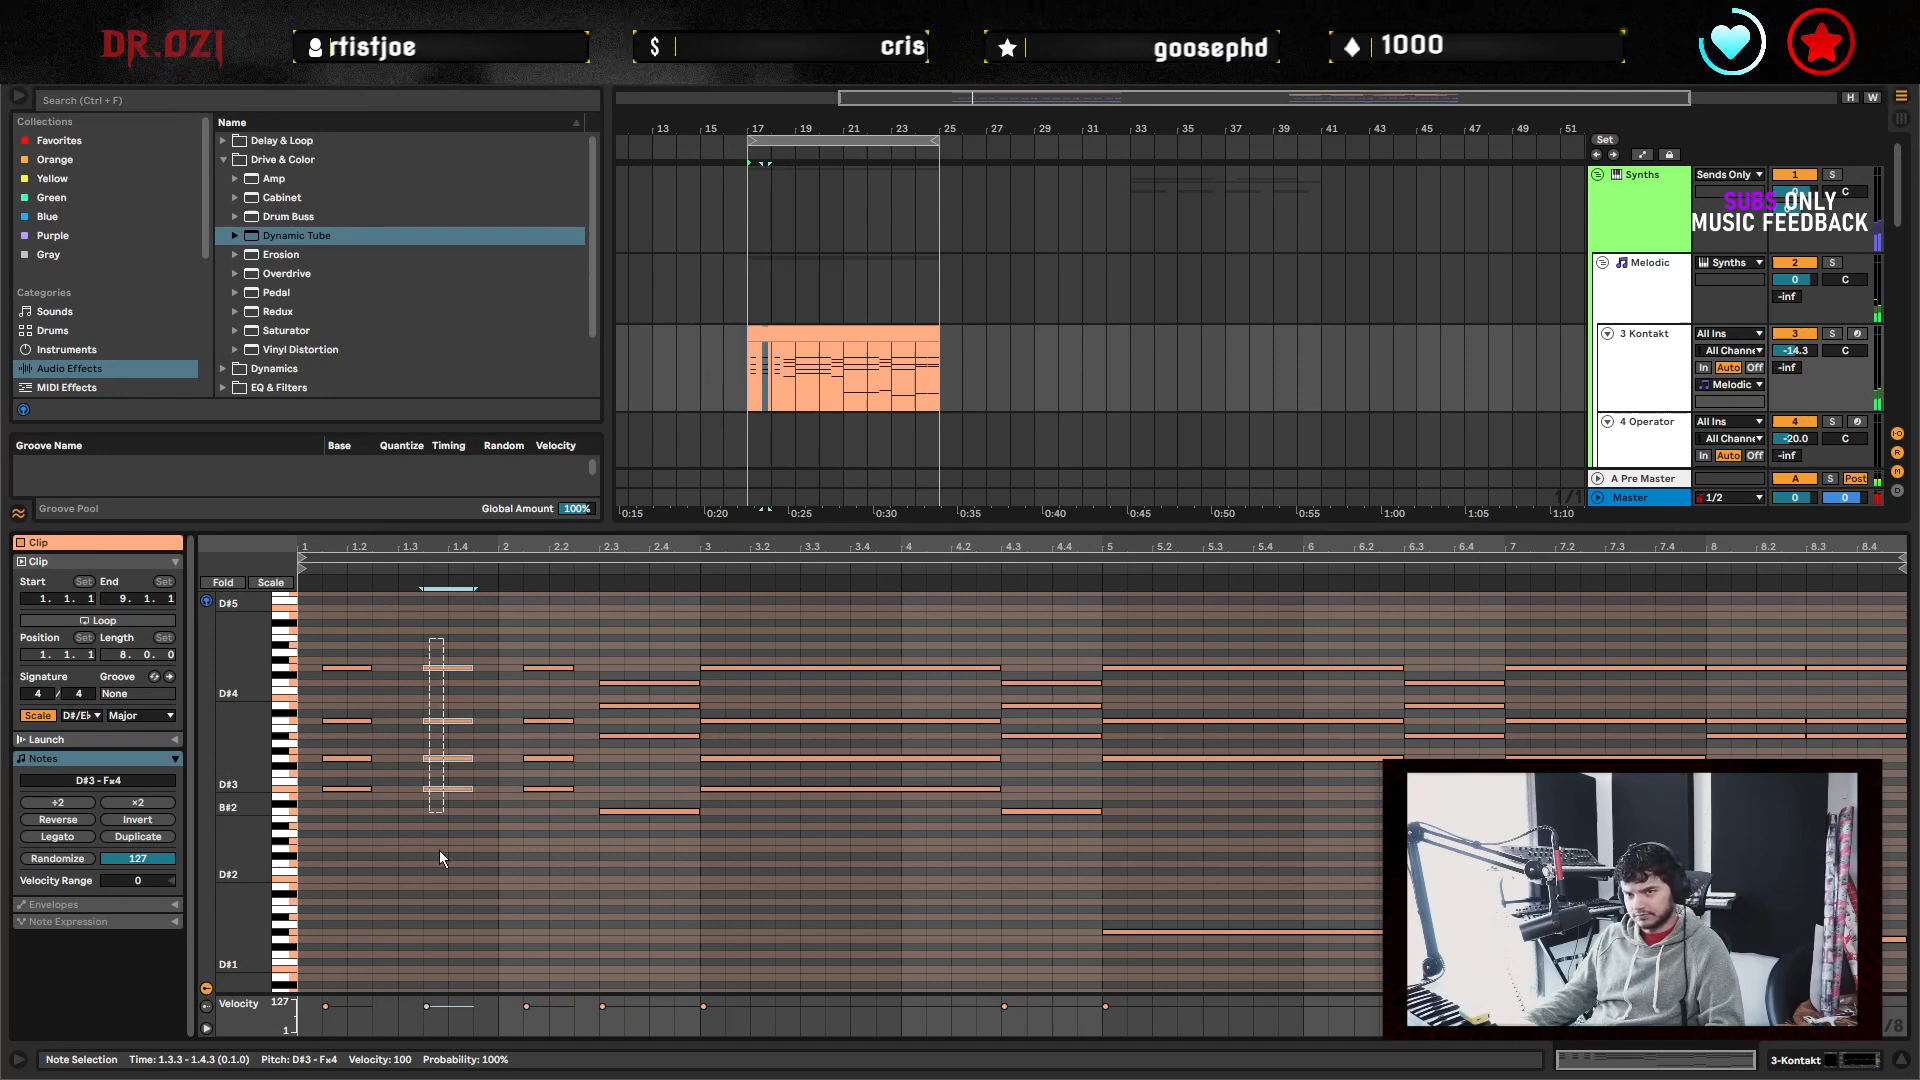 DR.OZI
rtistjoe
$ cris
goosephd
1000
Search (Ctrl + F)
Collections
Favorites
Orange
Yellow
Green
Blue
Purple
Gray
Categories
Sounds
Drums
Instruments
Audio Effects
MIDI Effects
Name
Delay & Loop
Drive & Color
Amp
Cabinet
Drum Buss
Dynamic Tube
Erosion
Overdrive
Pedal
Redux
Saturator
Vinyl Distortion
Dynamics
EQ & Filters
Groove Name Base Quantize Timing Random Velocity
Groove Pool Global Amount 100%
H W
13 15 17 19 21 23 25 27 29 31 33 35 37 39 41 43 45 47 49 51
Set
Synths Sends Only 1 S
0 C
SUBS ONLY
MUSIC FEEDBACK
Melodic Synths 2 S
0 C
-inf
3 Kontakt All Ins 3 S
All Channe -14.3 C
In Auto Off -inf
Melodic
4 Operator All Ins 4 S
All Channe -20.0 C
In Auto Off -inf
A Pre Master A S Post
1/1 Master 1/2 0 0
0:15 0:20 0:25 0:30 0:35 0:40 0:45 0:50 0:55 1:00 1:05 1:10
Clip
Clip
Start Set End Set
1. 1. 1 9. 1. 1
Loop
Position Set Length Set
1. 1. 1 8. 0. 0
Signature Groove
4 / 4 None
Scale D#/Eb Major
Launch
Notes
D#3 - Fx4
÷2 ×2
Reverse Invert
Legato Duplicate
Randomize 127
Velocity Range 0
Envelopes
Note Expression
1 1.2 1.3 1.4 2 2.2 2.3 2.4 3 3.2 3.3 3.4 4 4.2 4.3 4.4 5 5.2 5.3 5.4 6 6.2 6.3 6.4 7 7.2 7.3 7.4 8 8.2 8.3 8.4
Fold Scale
D#5
D#4
D#3
B#2
D#2
D#1
Velocity 127
1
/8
Note Selection Time: 1.3.3 - 1.4.3 (0.1.0) Pitch: D#3 - Fx4 Velocity: 100 Probability: 100%
3-Kontakt